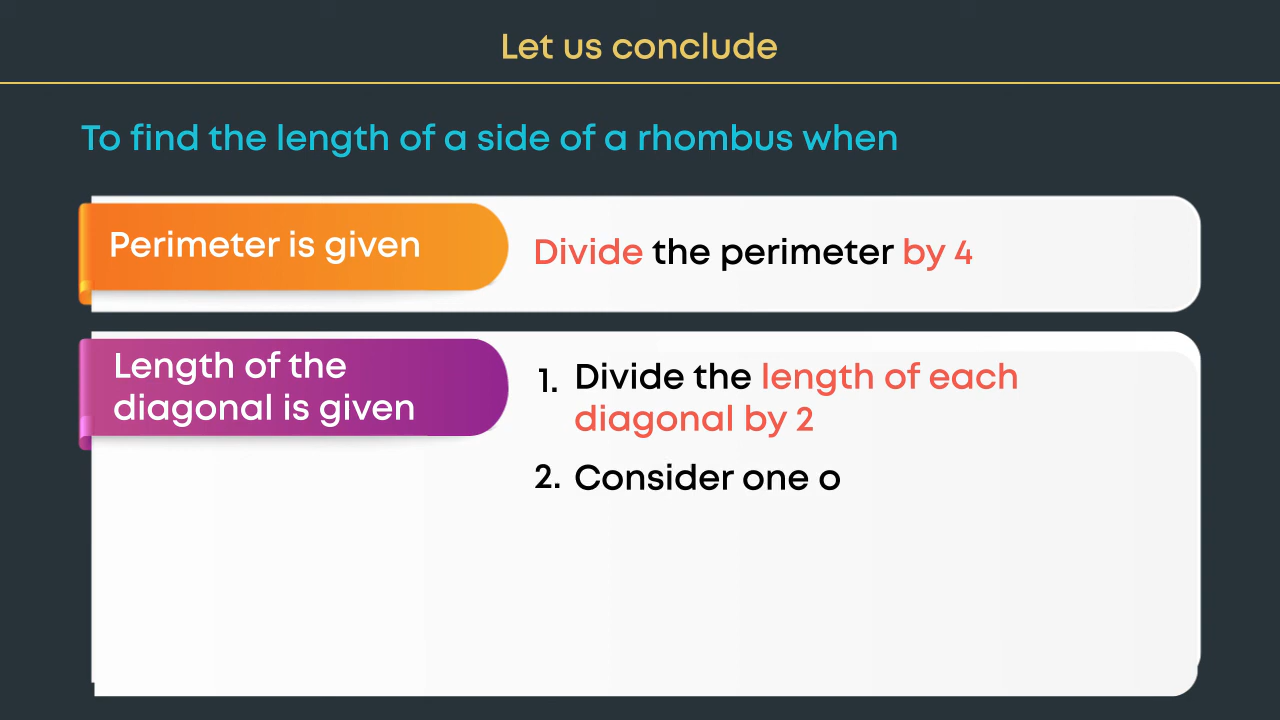 Let us conclude
To find the length of a side of a rhombus when
Perimeter is given
Divide the perimeter by 4
Length of the
diagonal is given
1. Divide the length of each
diagonal by 2
2. Consider one o